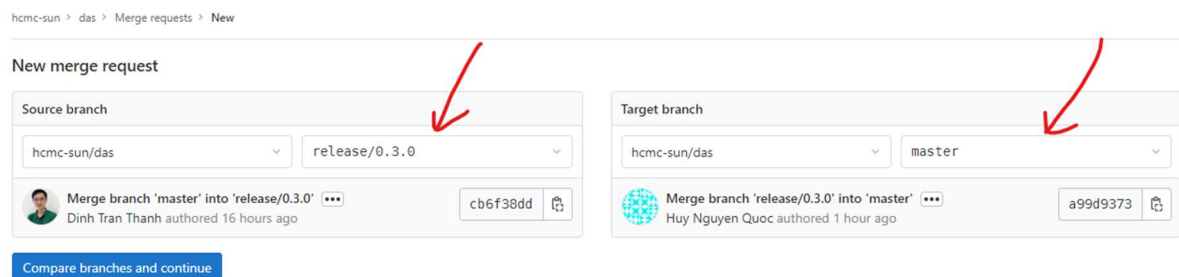 hcmc-sun > das > Merge requests > New
New merge request
Source branch
hcmc-sun/das
release/0.3.0
Merge branch 'master' into 'release/0.3.0'
Dinh Tran Thanh authored 16 hours ago
cb6f38dd
Target branch
hcmc-sun/das
master
Merge branch 'release/0.3.0' into 'master'
Huy Nguyen Quoc authored 1 hour ago
a99d9373
Compare branches and continue